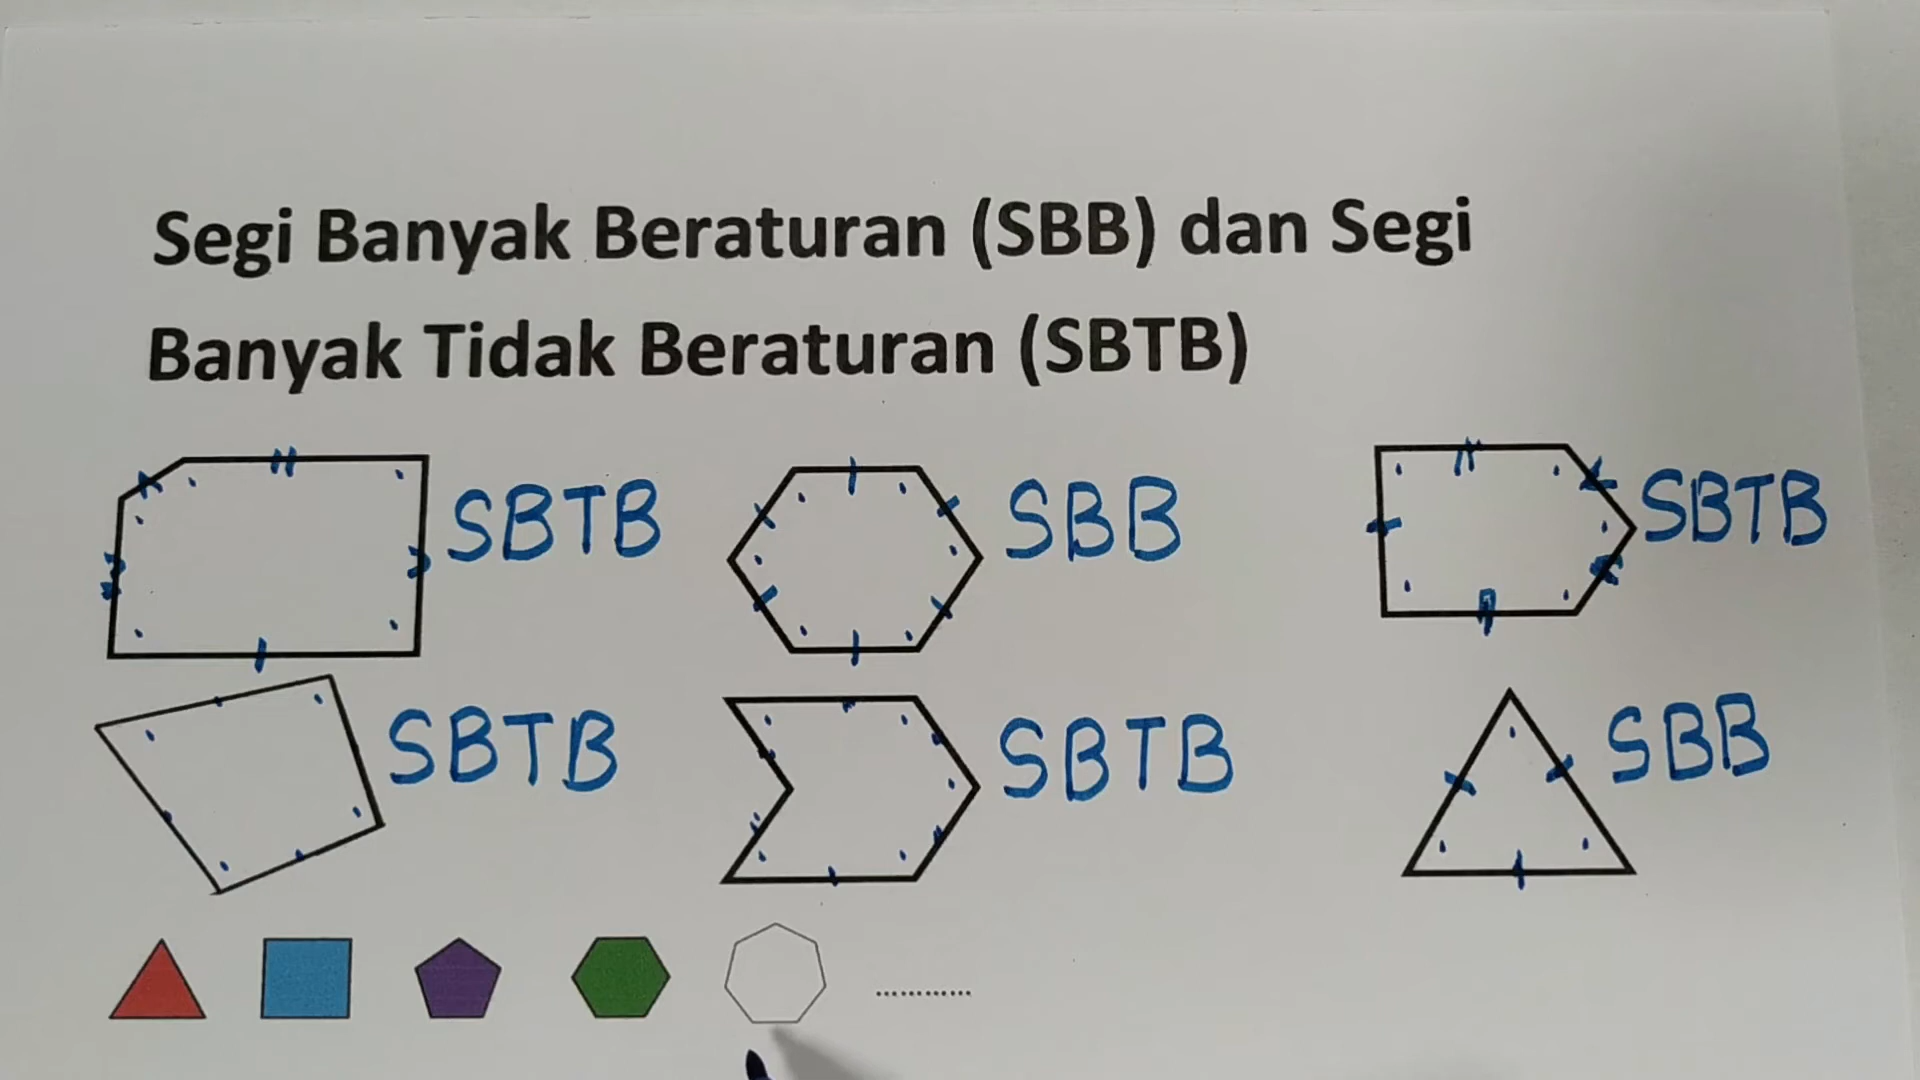 Segi Banyak Beraturan (SBB) dan Segi
Banyak Tidak Beraturan (SBTB)
SBTB
SBB
SBTB
SBTB
SBTB
SBB
............